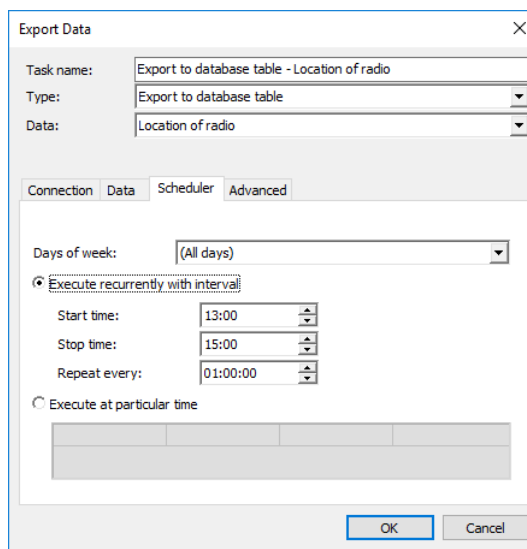 Export Data
Task name: Export to database table - Location of radio
Type: Export to database table
Data: Location of radio
Connection Data Scheduler Advanced
Days of week: (All days)
Execute recurrently with interval
Start time: 13:00
Stop time: 15:00
Repeat every: 01:00:00
Execute at particular time
OK Cancel